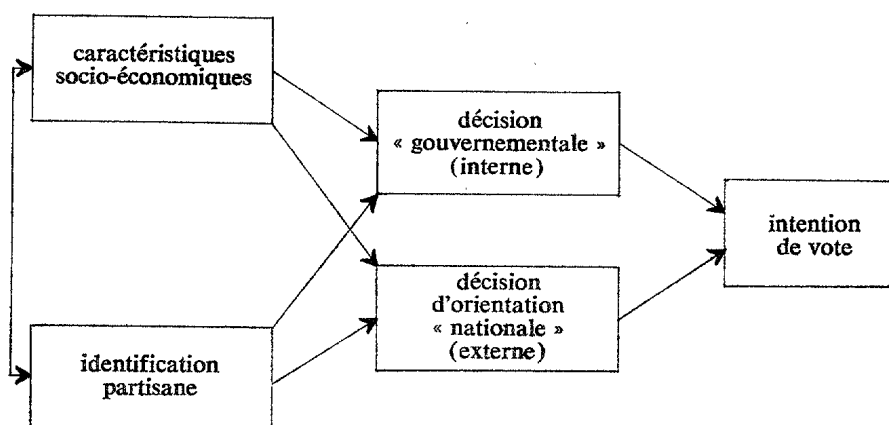 caractéristiques
socio-économiques
décision
« gouvernementale »
(interne)
intention
de vote
décision
d'orientation
« nationale »
(externe)
identification
partisane